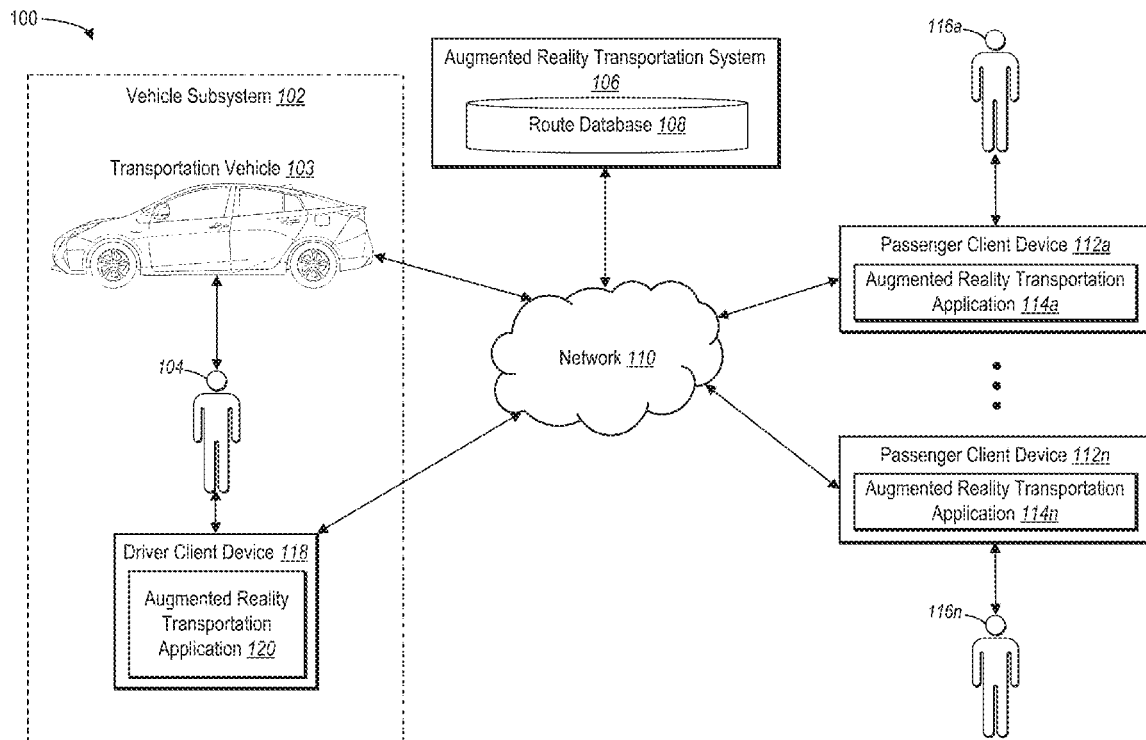 100
Vehicle Subsystem 102
Transportation Vehicle 103
104
Driver Client Device 118
Augmented Reality
Transportation
Application 120
Augmented Reality Transportation System
106
Route Database 108
Network 110
116a
Passenger Client Device 112a
Augmented Reality Transportation
Application 114a
Passenger Client Device 112n
Augmented Reality Transportation
Application 114n
116n